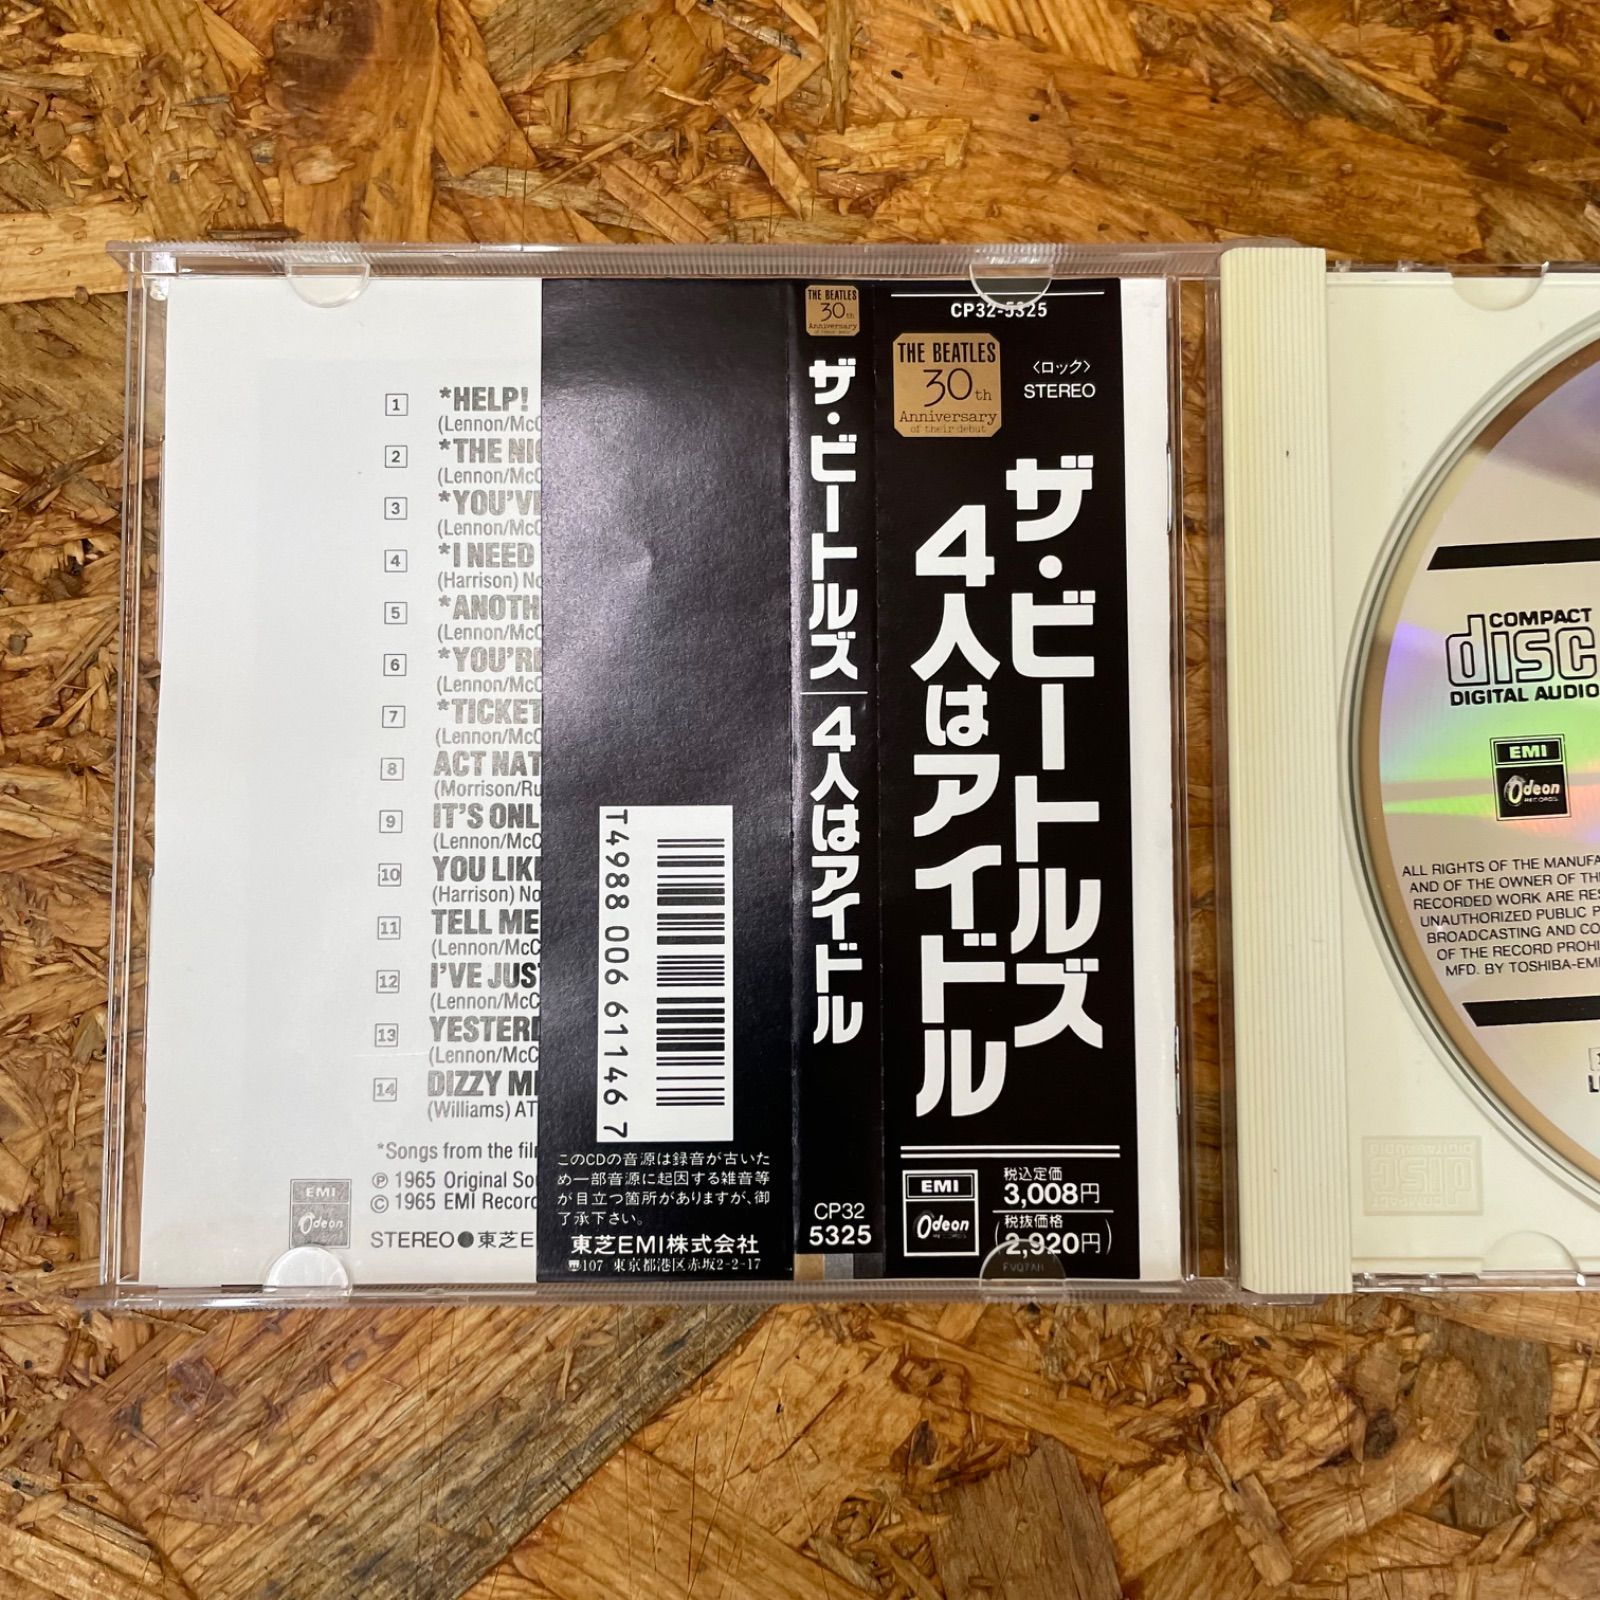 1 *HELP!
(Lennon/McC
2 *THE NIG
(Lennon/McC
3 *YOU'VE
(Lennon/McC
4 *I NEED
(Harrison) No
5 *ANOTH
(Lennon/McC
6 *YOU'RE
(Lennon/McC
7 *TICKET
(Lennon/McC
8 ACT NAT
(Morrison/Ru
9 IT'S ONL
(Lennon/McC
10 YOU LIKE
(Harrison) No
11 TELL ME
(Lennon/McC
12 I'VE JUST
(Lennon/McC
13 YESTERD
(Lennon/McC
14 DIZZY MI
(Williams) AT
*Songs from the film
Ⓟ 1965 Original Sou
© 1965 EMI Record
EMI
Odeon
STEREO●東芝E
T4988 006 61146 7
このCDの音源は録音が古いた
め一部音源に起因する雑音等
が目立つ箇所がありますが、御
了承下さい。
東芝EMI株式会社
〒107 東京都港区赤坂2-2-17
THE BEATLES
30th
Anniversary
of their debut
ザ・ビートルズ 4人はアイドル
CP32
5325
CP32-5325
THE BEATLES
30th
Anniversary
of their debut
〈ロック〉
STEREO
ザ・ビートルズ
4人はアイドル
EMI
Odeon
RECORDS
税込定価
3,008円
(税抜価格
2,920円)
COMPACT
disc
DIGITAL AUDIO
EMI
Odeon
RECORDS
ALL RIGHTS OF THE MANUFA
AND OF THE OWNER OF THE
RECORDED WORK ARE RES
UNAUTHORIZED PUBLIC P
BROADCASTING AND CO
OF THE RECORD PROHI
MFD. BY TOSHIBA-EMI